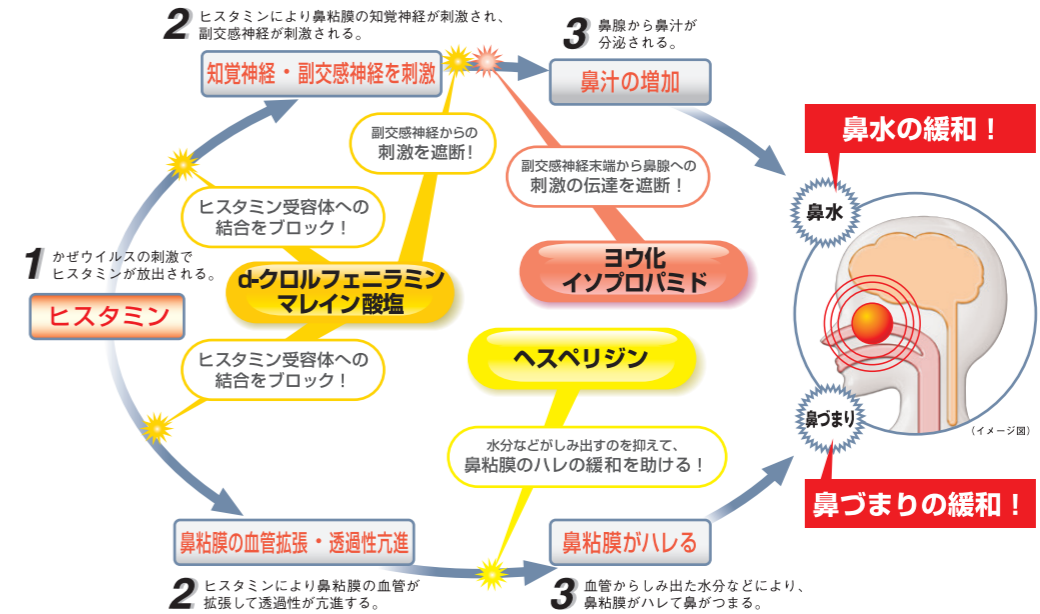 2 ヒスタミンにより鼻粘膜の知覚神経が刺激され、
副交感神経が刺激される。
知覚神経・副交感神経を刺激
3 鼻腺から鼻汁が
分泌される。
鼻汁の増加
鼻水の緩和！
鼻水
副交感神経からの
刺激を遮断！
副交感神経末端から鼻腺への
刺激の伝達を遮断！
ヒスタミン受容体への
結合をブロック！
1 かぜウイルスの刺激で
ヒスタミンが放出される。
ヒスタミン
d-クロルフェニラミン
マレイン酸塩
ヨウ化
イソプロパミド
ヒスタミン受容体への
結合をブロック！
ヘスペリジン
水分などがしみ出すのを抑えて、
鼻粘膜のハレの緩和を助ける！
鼻づまり
（イメージ図）
鼻づまりの緩和！
鼻粘膜の血管拡張・透過性亢進
2 ヒスタミンにより鼻粘膜の血管が
拡張して透過性が亢進する。
鼻粘膜がハレる
3 血管からしみ出た水分などにより、
鼻粘膜がハレて鼻がつまる。